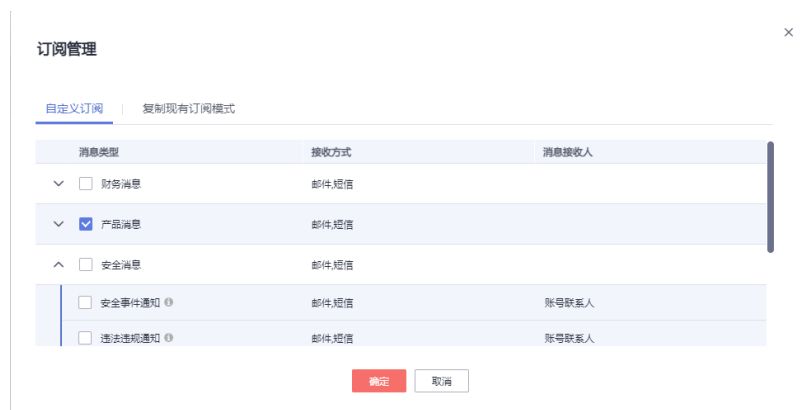 订阅管理
自定义订阅 复制现有订阅模式
消息类型 接收方式 消息接收人
财务消息 邮件,短信
产品消息 邮件,短信
安全消息 邮件,短信
安全事件通知 邮件,短信 账号联系人
违法违规通知 邮件,短信 账号联系人
确定 取消